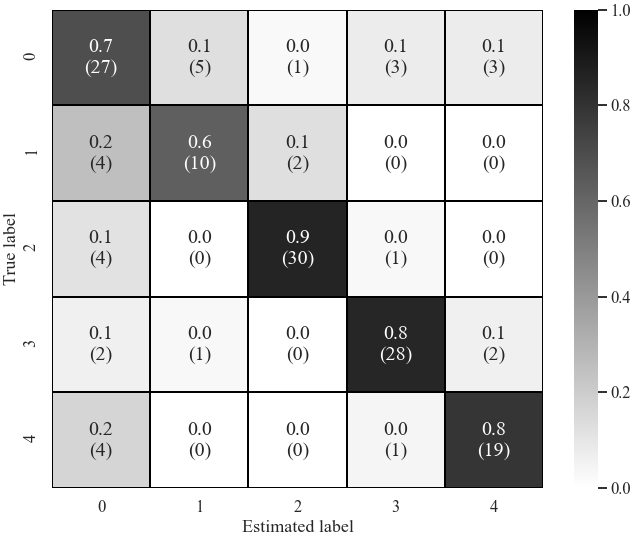 0.7 0.1 0.0 0.1 0.1 1.0
(27) (5) (1) (3) (3)
0
0.8
0.2 0.6 0.1 0.0 0.0
(4) (10) (2) (0) (0)
1
0.6
0.1 0.0 0.9 0.0 0.0
(4) (0) (30) (1) (0)
2
True label
0.4
0.1 0.0 0.0 0.8 0.1
(2) (1) (0) (28) (2)
3
0.2
0.2 0.0 0.0 0.0 0.8
(4) (0) (0) (1) (19)
4
0.0
0 1 2 3 4
Estimated label